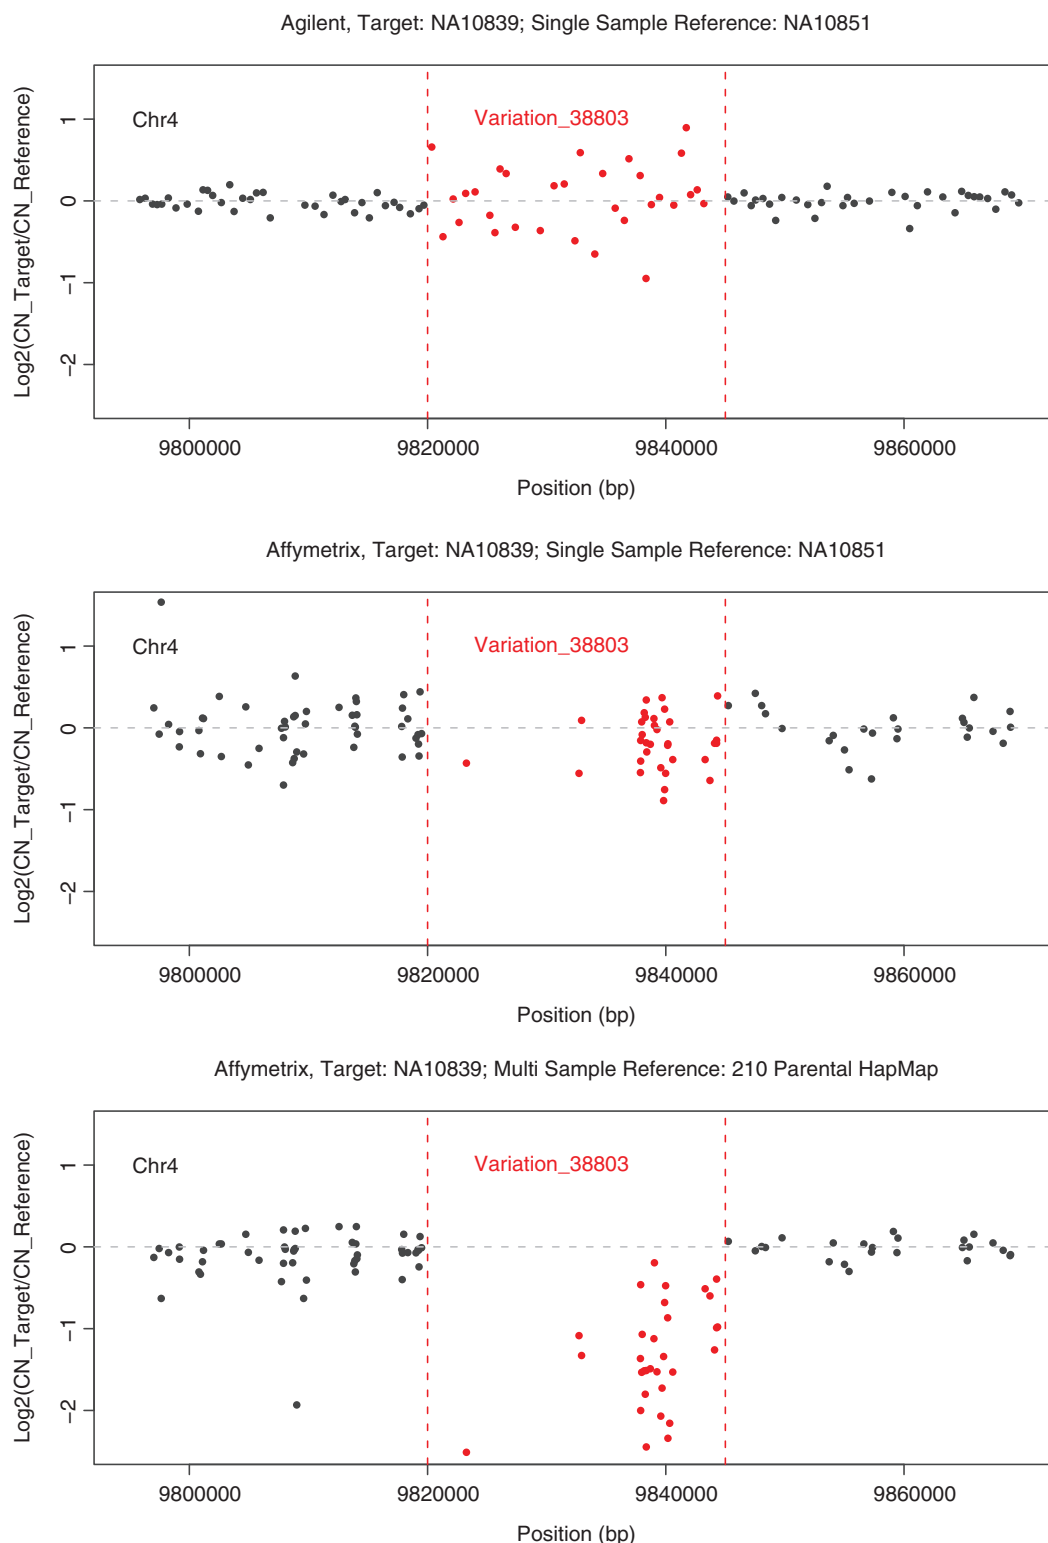 Agilent, Target: NA10839; Single Sample Reference: NA10851
Log2(CN_Target/CN_Reference)
1
0
−1
−2
Chr4
Variation_38803
9800000 9820000 9840000 9860000
Position (bp)
Affymetrix, Target: NA10839; Single Sample Reference: NA10851
Log2(CN_Target/CN_Reference)
1
0
−1
−2
Chr4
Variation_38803
9800000 9820000 9840000 9860000
Position (bp)
Affymetrix, Target: NA10839; Multi Sample Reference: 210 Parental HapMap
Log2(CN_Target/CN_Reference)
1
0
−1
−2
Chr4
Variation_38803
9800000 9820000 9840000 9860000
Position (bp)